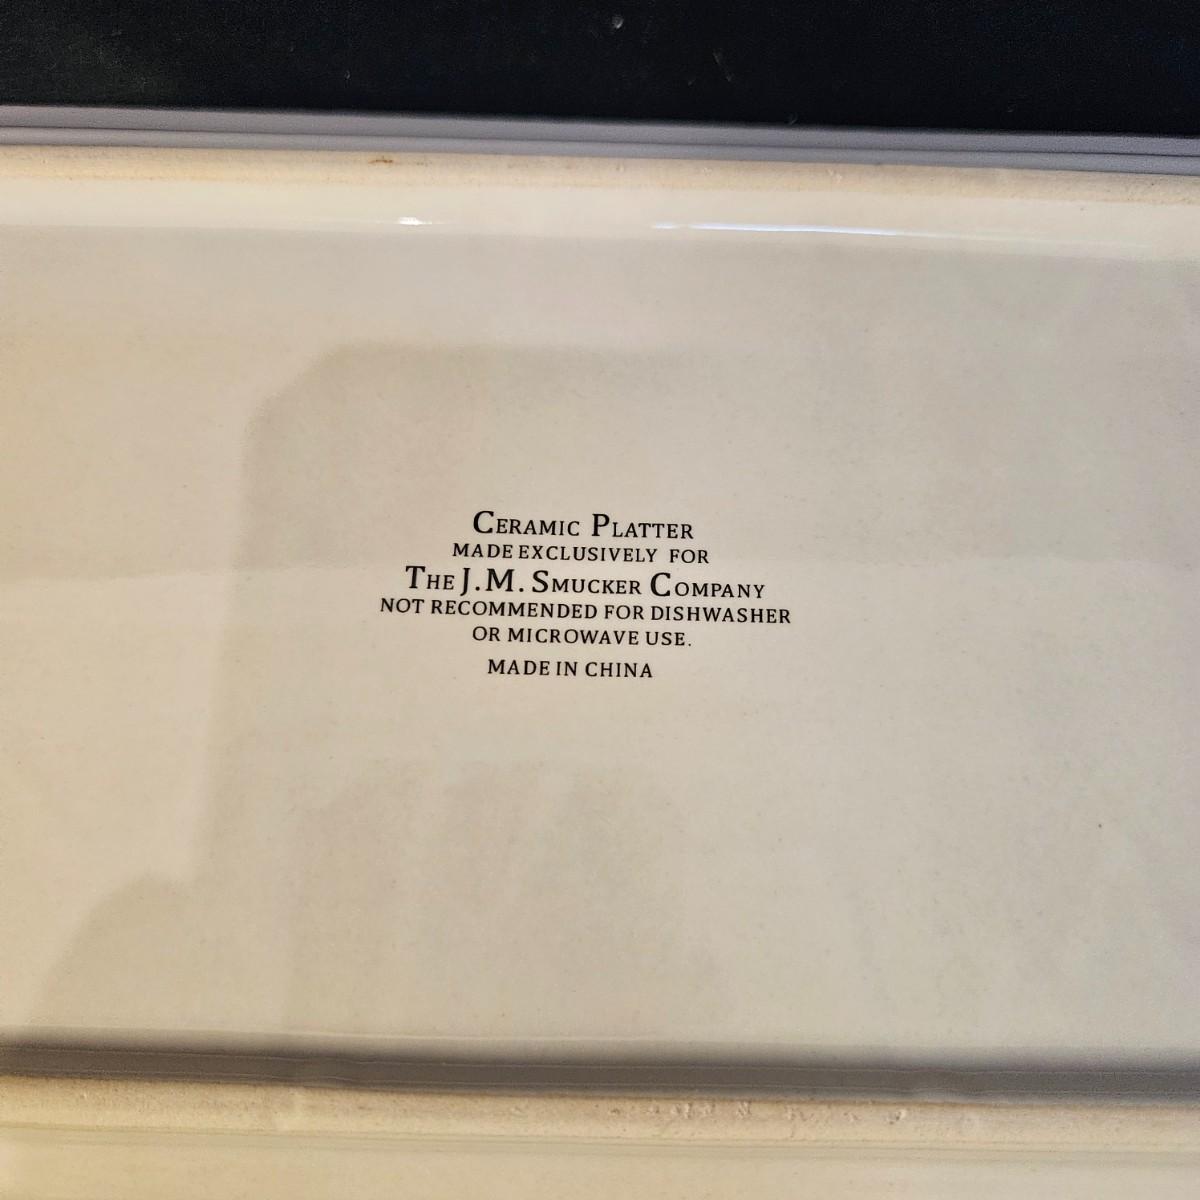 CERAMIC PLATTER
MADE EXCLUSIVELY FOR
THE J.M. SMUCKER COMPANY
NOT RECOMMENDED FOR DISHWASHER
OR MICROWAVE USE.
MADE IN CHINA